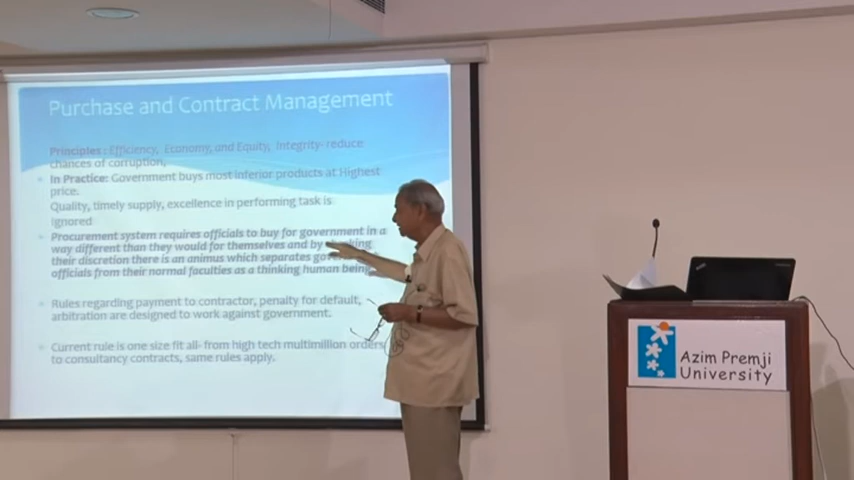 Purchase and Contract Management
Principles : Efficiency, Economy, and Equity, Integrity- reduce
chances of corruption,
In Practice: Government buys most inferior products at Highest
price.
Quality, timely supply, excellence in performing task is
Ignored
Procurement system requires officials to buy for government in a
way different than they would for themselves and by
their discretion there is an animus which separates
officials from their normal faculties as a thinking human being
Rules regarding payment to contractor, penalty for default,
arbitration are designed to work against government.
Current rule is one size fit all- from high tech multimillion orders
to consultancy contracts, same rules apply.
Azim Premji
University